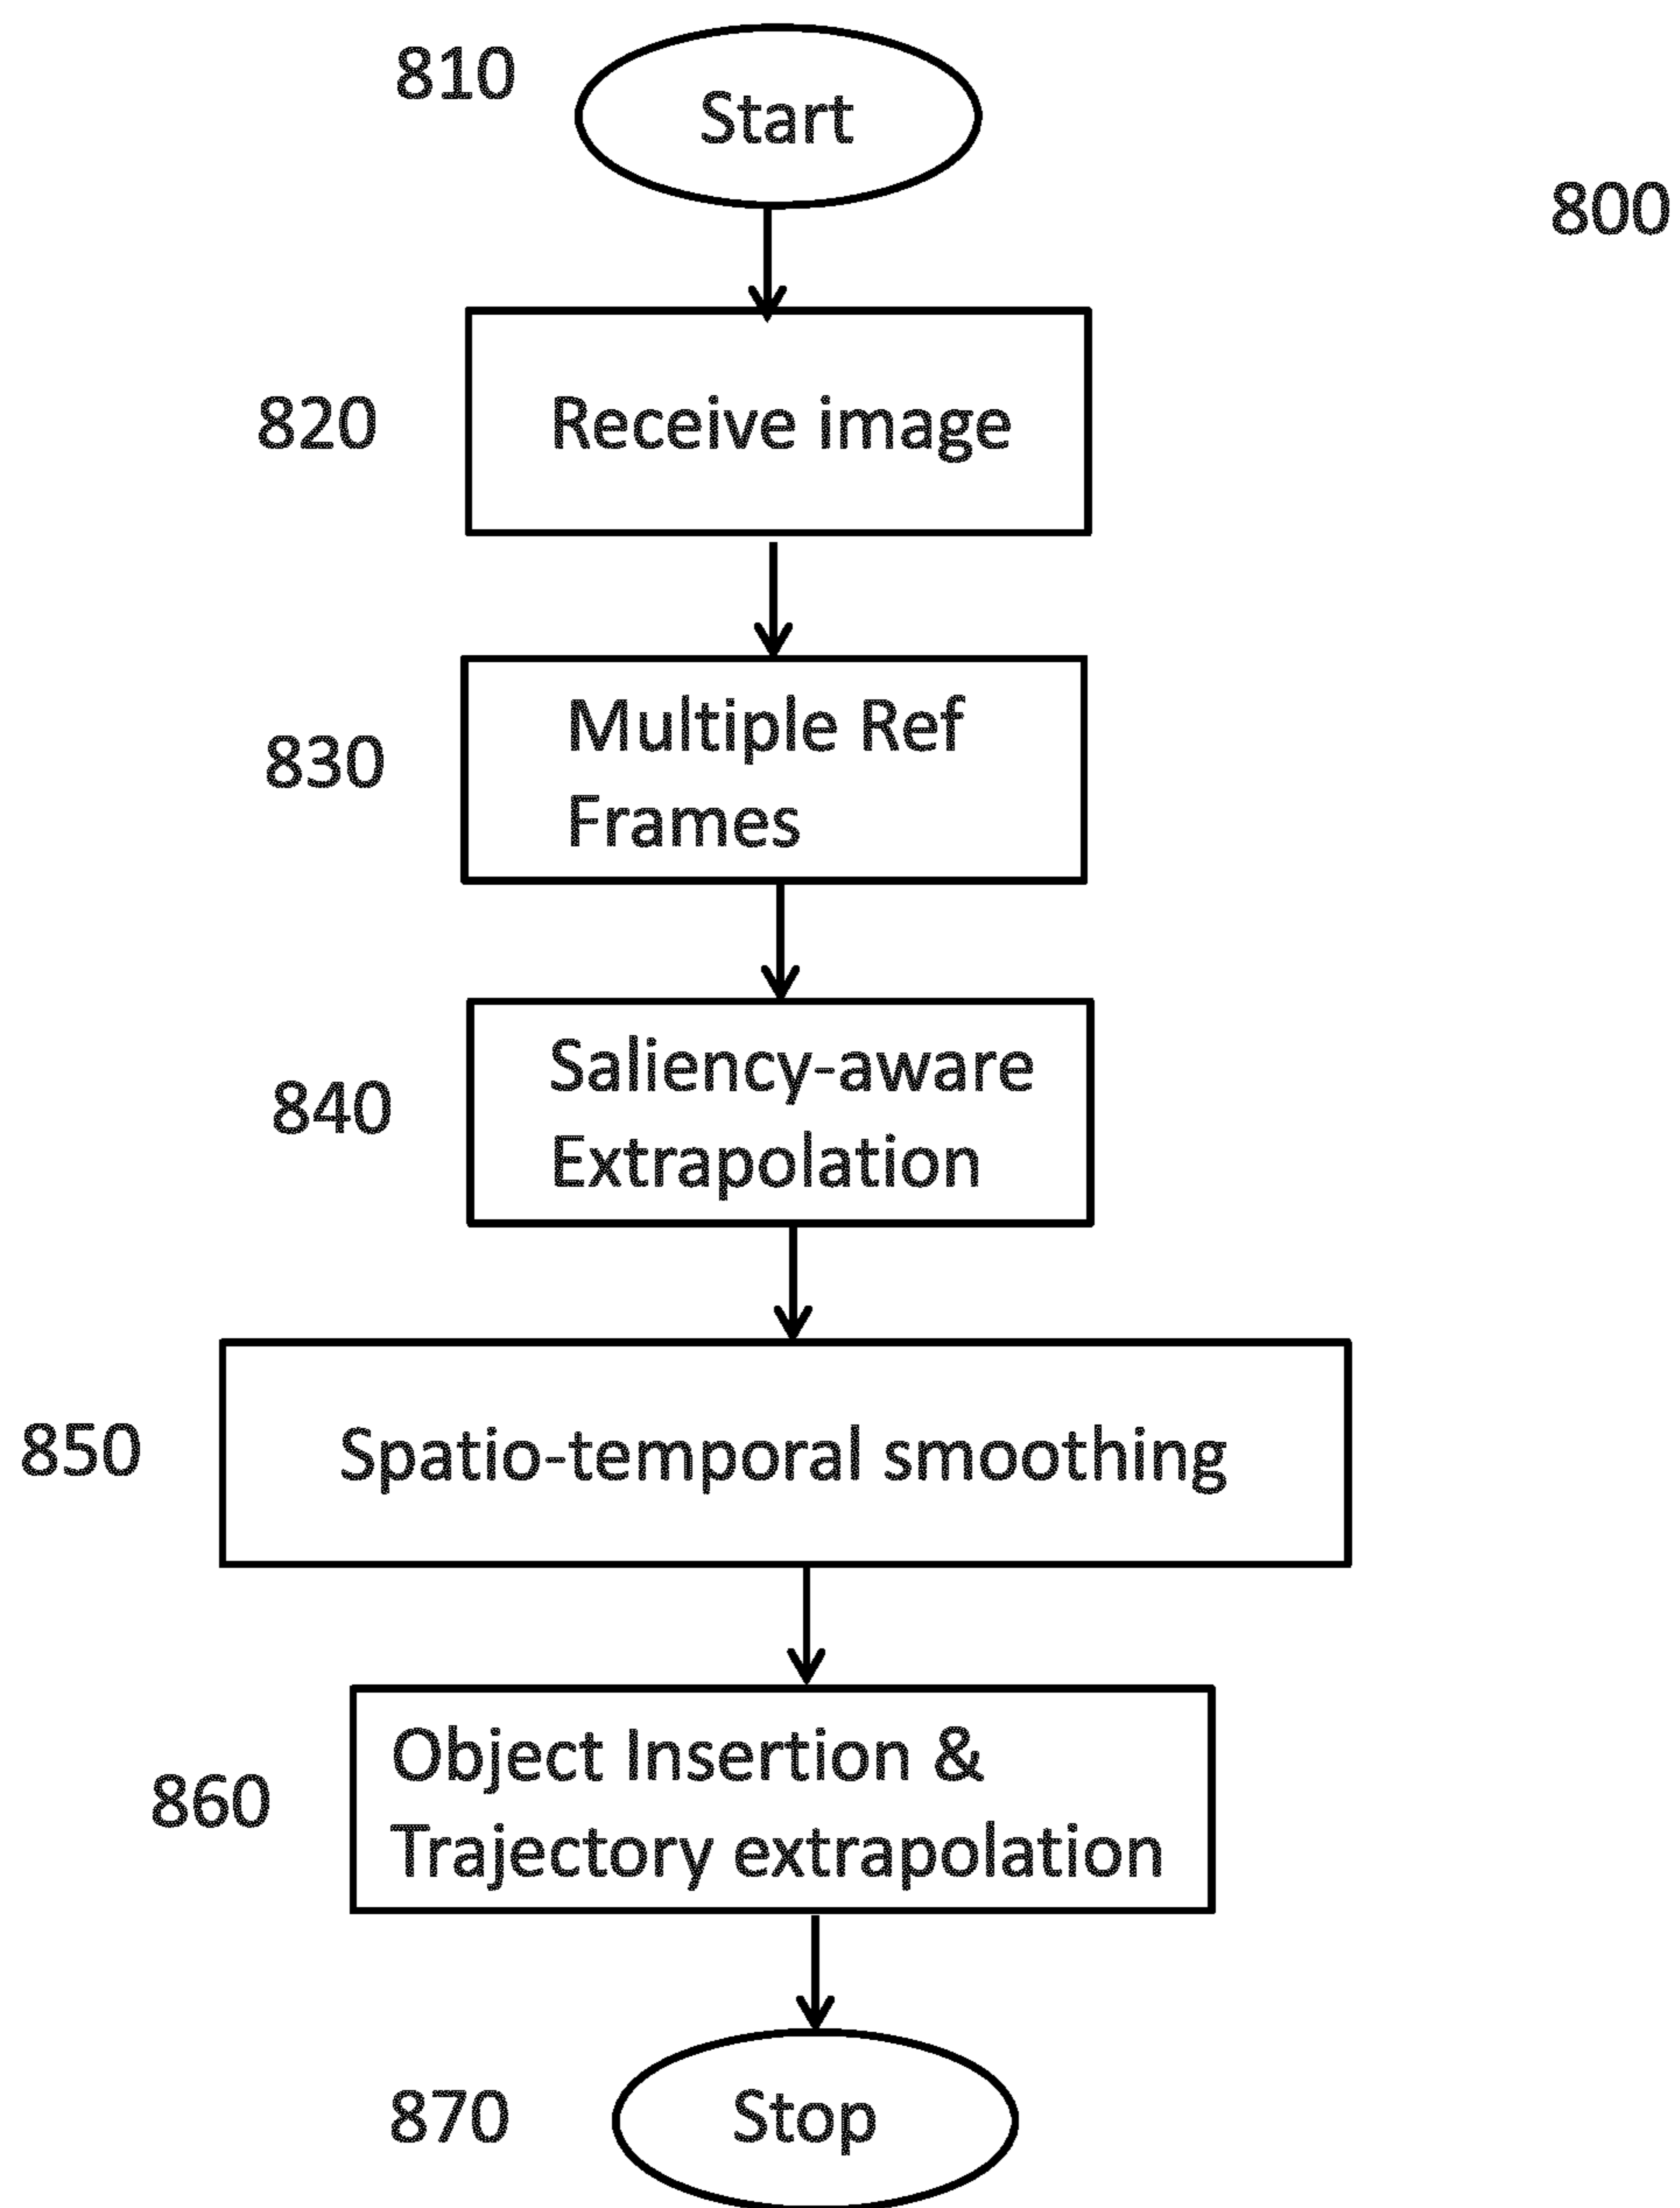 810
Start
800
820
Receive image
830
Multiple Ref
Frames
840
Saliency-aware
Extrapolation
850
Spatio-temporal smoothing
860
Object Insertion &
Trajectory extrapolation
870
Stop